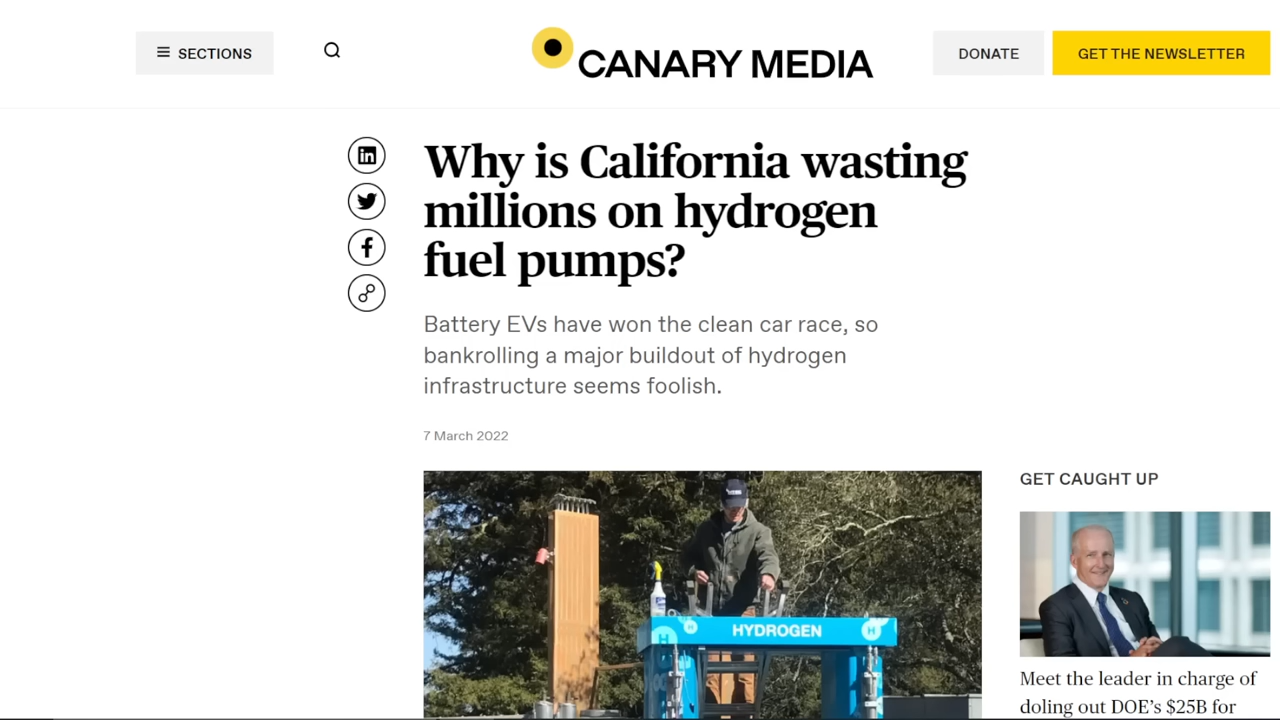 SECTIONS
CANARY MEDIA
DONATE
GET THE NEWSLETTER
Why is California wasting
millions on hydrogen
fuel pumps?
Battery EVs have won the clean car race, so
bankrolling a major buildout of hydrogen
infrastructure seems foolish.
7 March 2022
GET CAUGHT UP
H
H
HYDROGEN
H
Meet the leader in charge of
doling out DOE’s $25B for